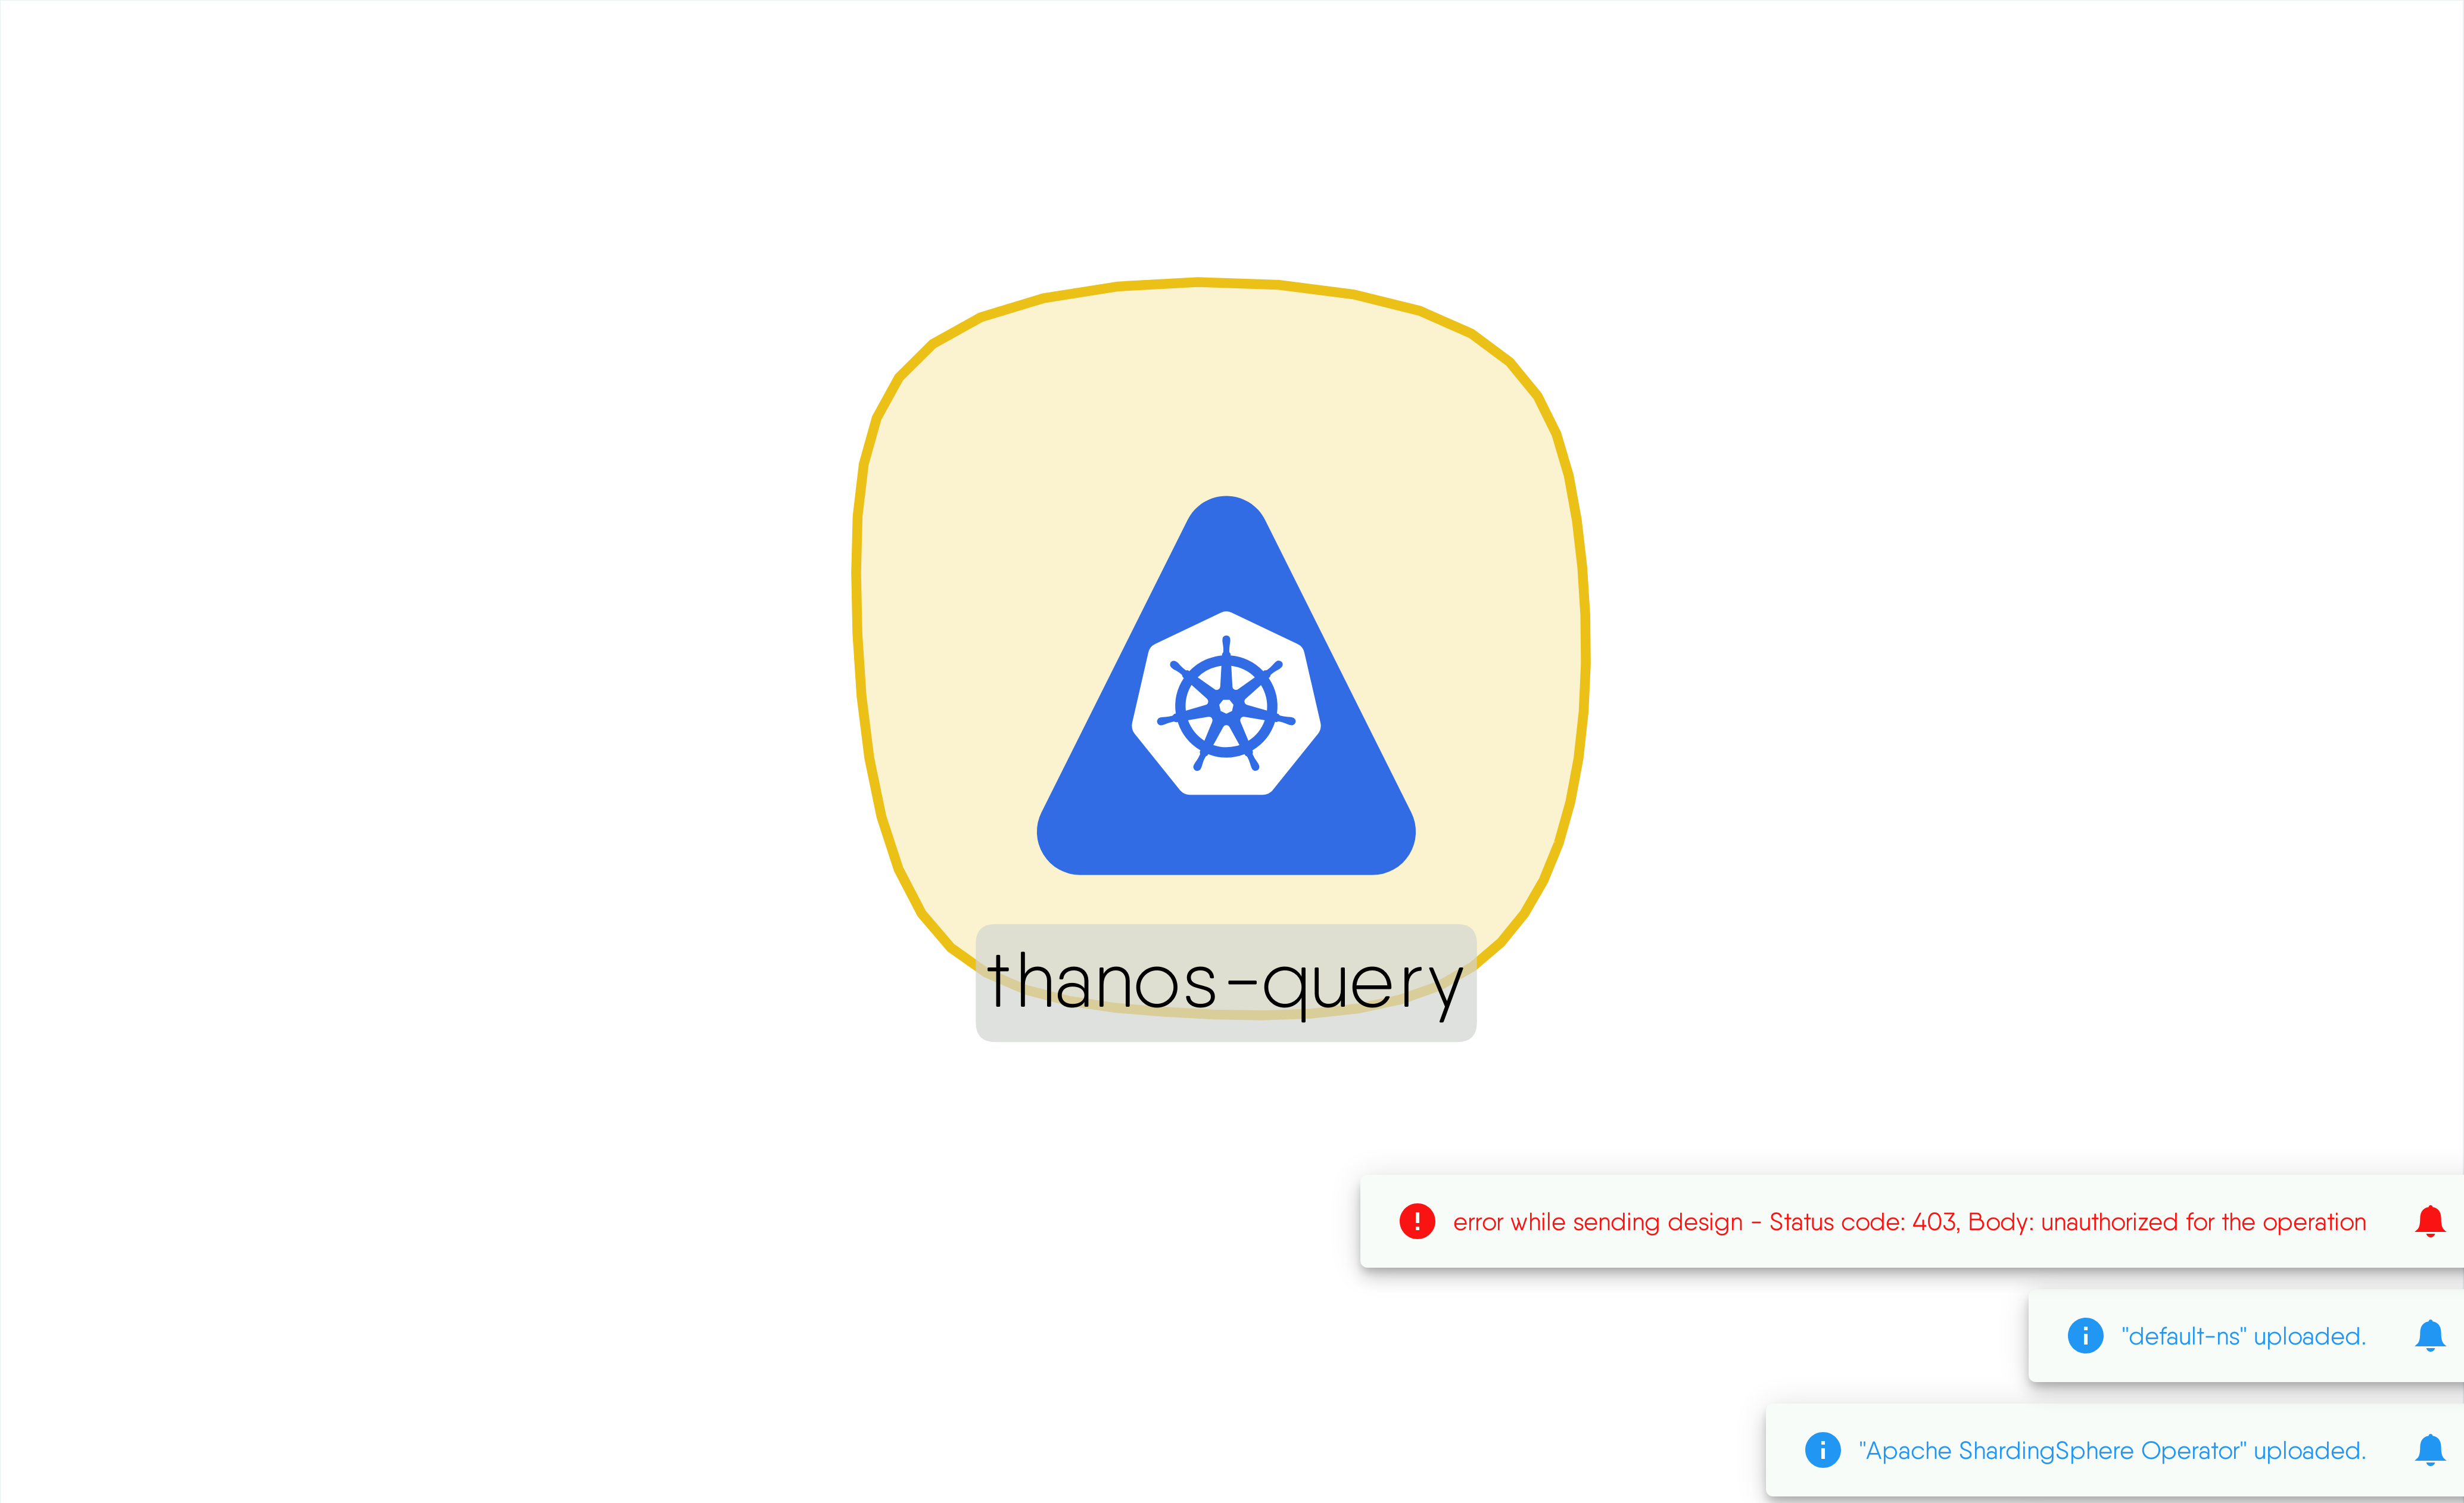 thanos-query
error while sending design - Status code: 403, Body: unauthorized for the operation
"default-ns" uploaded.
"Apache ShardingSphere Operator" uploaded.